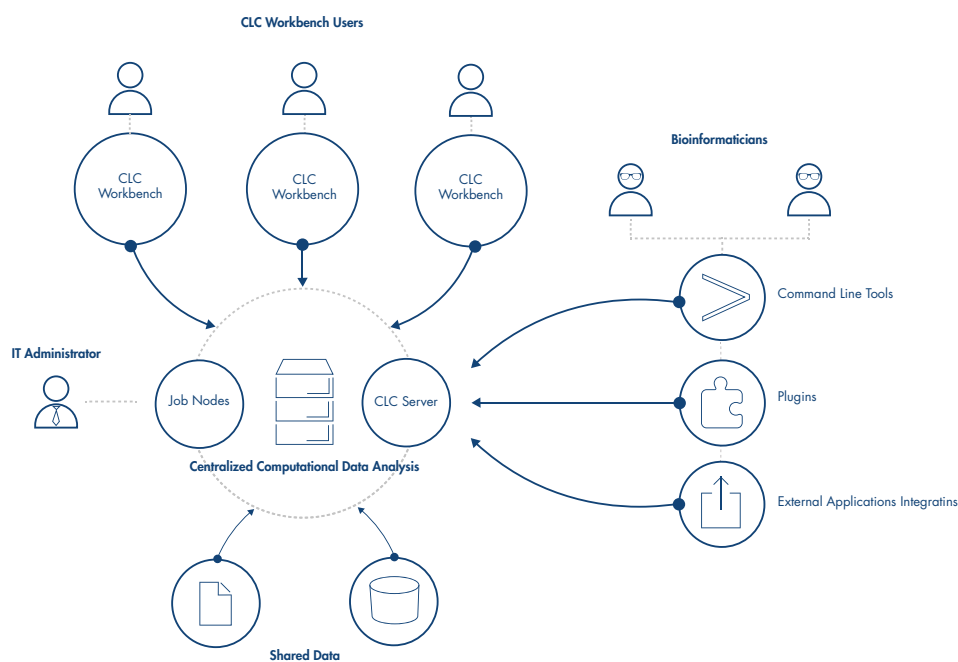 CLC Workbench Users
CLC
Workbench
CLC
Workbench
CLC
Workbench
Bioinformaticians
Command Line Tools
IT Administrator
Job Nodes
CLC Server
Plugins
Centralized Computational Data Analysis
External Applications Integratins
Shared Data